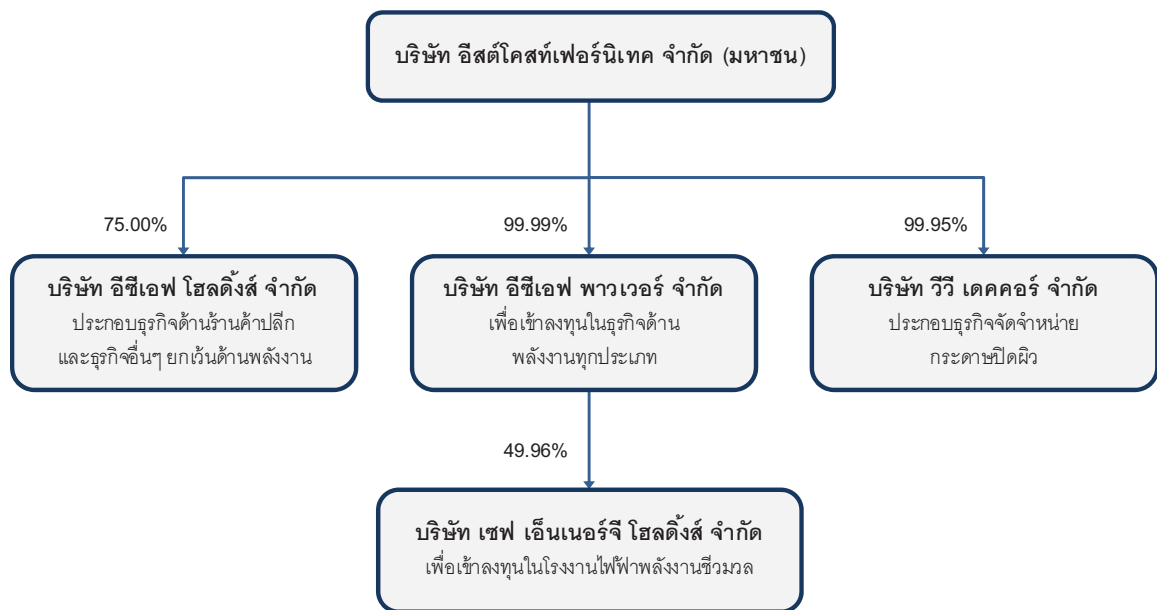 บริษัท อีสต์โคสท์เฟอร์นิเทค จำกัด (มหาชน)
75.00%
99.99%
99.95%
บริษัท อีซีเอฟ โฮลดิ้งส์ จำกัด
ประกอบธุรกิจด้านร้านค้าปลีก
และธุรกิจอื่นๆ ยกเว้นด้านพลังงาน
บริษัท อีซีเอฟ พาวเวอร์ จำกัด
เพื่อเข้าลงทุนในธุรกิจด้าน
พลังงานทุกประเภท
บริษัท วีวี เดคคอร์ จำกัด
ประกอบธุรกิจจัดจำหน่าย
กระดาษปิดผิว
49.96%
บริษัท เซฟ เอ็นเนอร์จี โฮลดิ้งส์ จำกัด
เพื่อเข้าลงทุนในโรงงานไฟฟ้าพลังงานชีวมวล